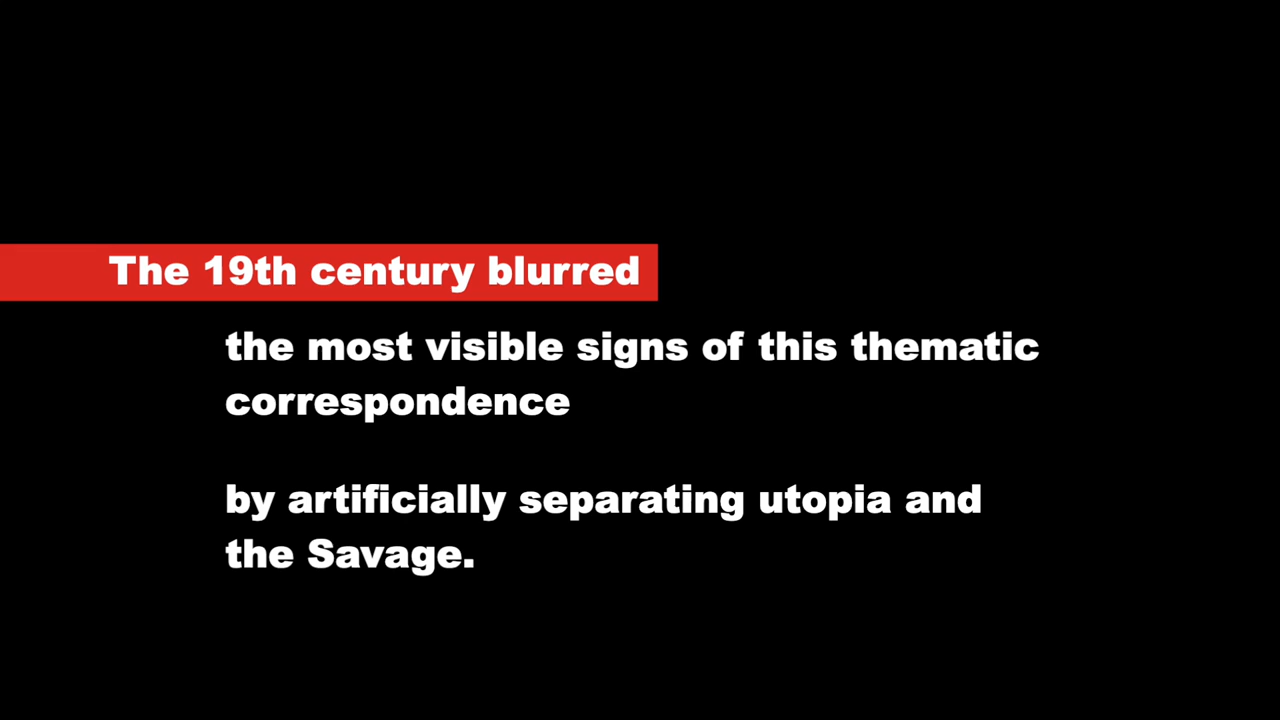 The 19th century blurred
the most visible signs of this thematic
correspondence
by artificially separating utopia and
the Savage.